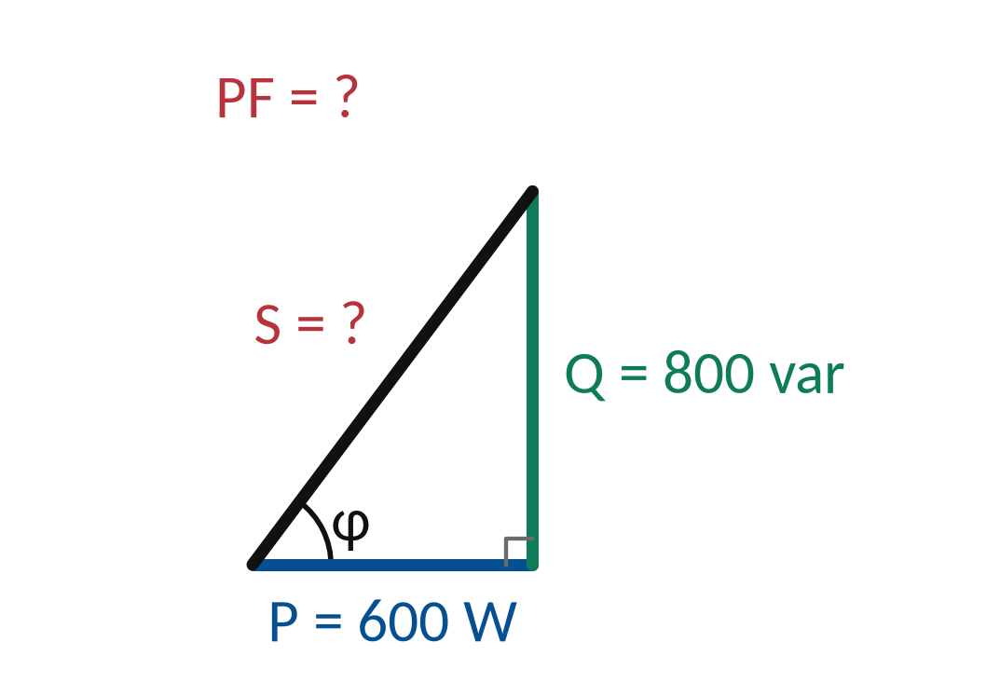 PF = ?
S = ?
Q = 800 var
φ
P = 600 W